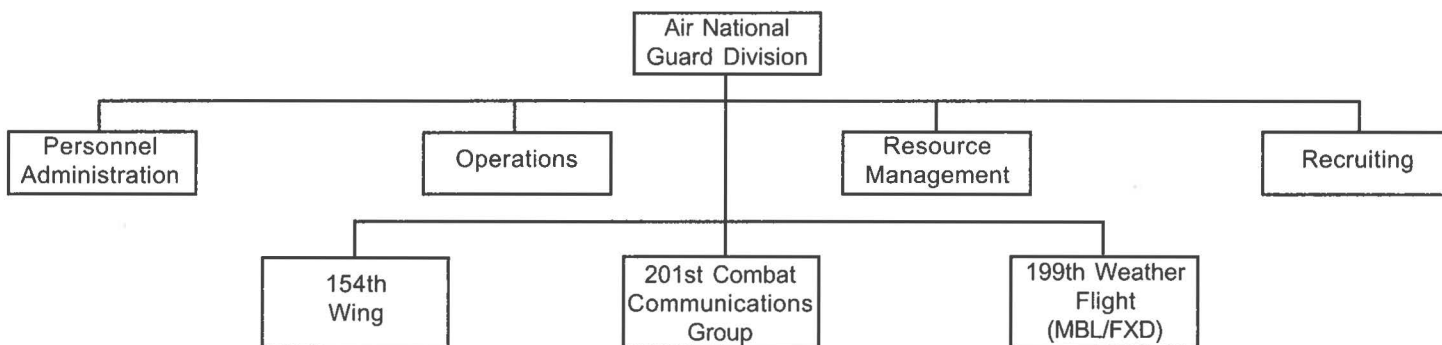 Air National
Guard Division
Personnel
Administration
Operations
Resource
Management
Recruiting
154th
Wing
201st Combat
Communications
Group
199th Weather
Flight
(MBL/FXD)